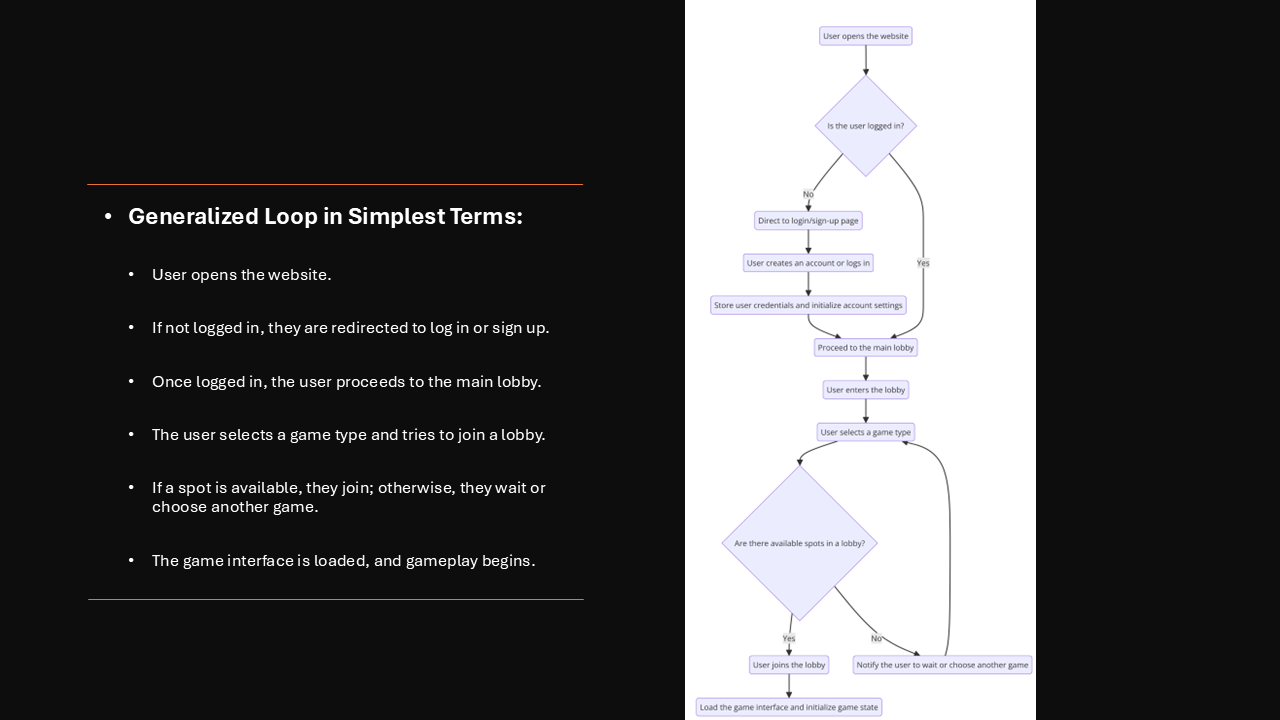 • Generalized Loop in Simplest Terms:
• User opens the website.
• If not logged in, they are redirected to log in or sign up.
• Once logged in, the user proceeds to the main lobby.
• The user selects a game type and tries to join a lobby.
• If a spot is available, they join; otherwise, they wait or
choose another game.
• The game interface is loaded, and gameplay begins.
User opens the website
Is the user logged in?
No
Direct to login/sign-up page
User creates an account or logs in
Yes
Store user credentials and initialize account settings
Proceed to the main lobby
User enters the lobby
User selects a game type
Are there available spots in a lobby?
Yes
No
User joins the lobby
Notify the user to wait or choose another game
Load the game interface and initialize game state